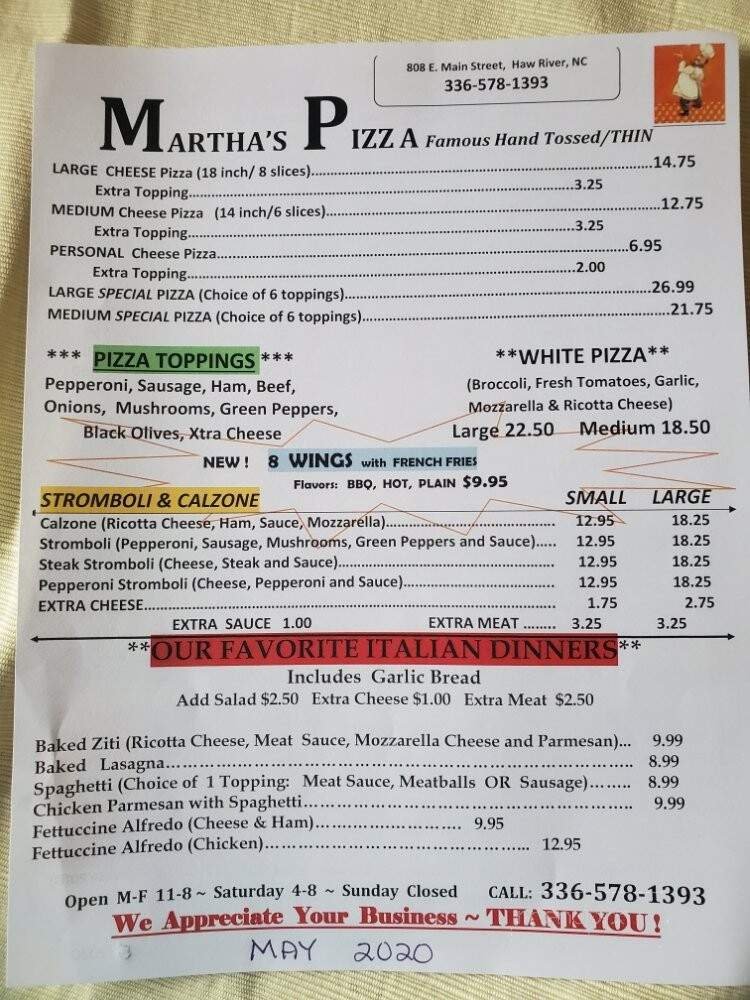 808 E. Main Street, Haw River, NC
336-578-1393
MARTHA'S PIZZA Famous Hand Tossed/THIN
LARGE CHEESE Pizza (18 inch/ 8 slices)..........14.75
Extra Topping..........3.25
MEDIUM Cheese Pizza (14 inch/6 slices)..........12.75
Extra Topping..........3.25
PERSONAL Cheese Pizza..........6.95
Extra Topping..........2.00
LARGE SPECIAL PIZZA (Choice of 6 toppings)..........26.99
MEDIUM SPECIAL PIZZA (Choice of 6 toppings)..........21.75
*** PIZZA TOPPINGS ***
Pepperoni, Sausage, Ham, Beef,
Onions, Mushrooms, Green Peppers,
Black Olives, Xtra Cheese
**WHITE PIZZA**
(Broccoli, Fresh Tomatoes, Garlic,
Mozzarella & Ricotta Cheese)
Large 22.50 Medium 18.50
NEW ! 8 WINGS with FRENCH FRIES
Flavors: BBQ, HOT, PLAIN $9.95
STROMBOLI & CALZONE SMALL LARGE
Calzone (Ricotta Cheese, Ham, Sauce, Mozzarella).......... 12.95 18.25
Stromboli (Pepperoni, Sausage, Mushrooms, Green Peppers and Sauce)..... 12.95 18.25
Steak Stromboli (Cheese, Steak and Sauce).......... 12.95 18.25
Pepperoni Stromboli (Cheese, Pepperoni and Sauce).......... 12.95 18.25
EXTRA CHEESE.......... 1.75 2.75
EXTRA SAUCE 1.00 EXTRA MEAT ........ 3.25 3.25
**OUR FAVORITE ITALIAN DINNERS**
Includes Garlic Bread
Add Salad $2.50 Extra Cheese $1.00 Extra Meat $2.50
Baked Ziti (Ricotta Cheese, Meat Sauce, Mozzarella Cheese and Parmesan)... 9.99
Baked Lasagna.......... 8.99
Spaghetti (Choice of 1 Topping: Meat Sauce, Meatballs OR Sausage)........ 8.99
Chicken Parmesan with Spaghetti.......... 9.99
Fettuccine Alfredo (Cheese & Ham).......... 9.95
Fettuccine Alfredo (Chicken).......... 12.95
Open M-F 11-8 ~ Saturday 4-8 ~ Sunday Closed CALL: 336-578-1393
We Appreciate Your Business ~ THANK YOU!
MAY 2020